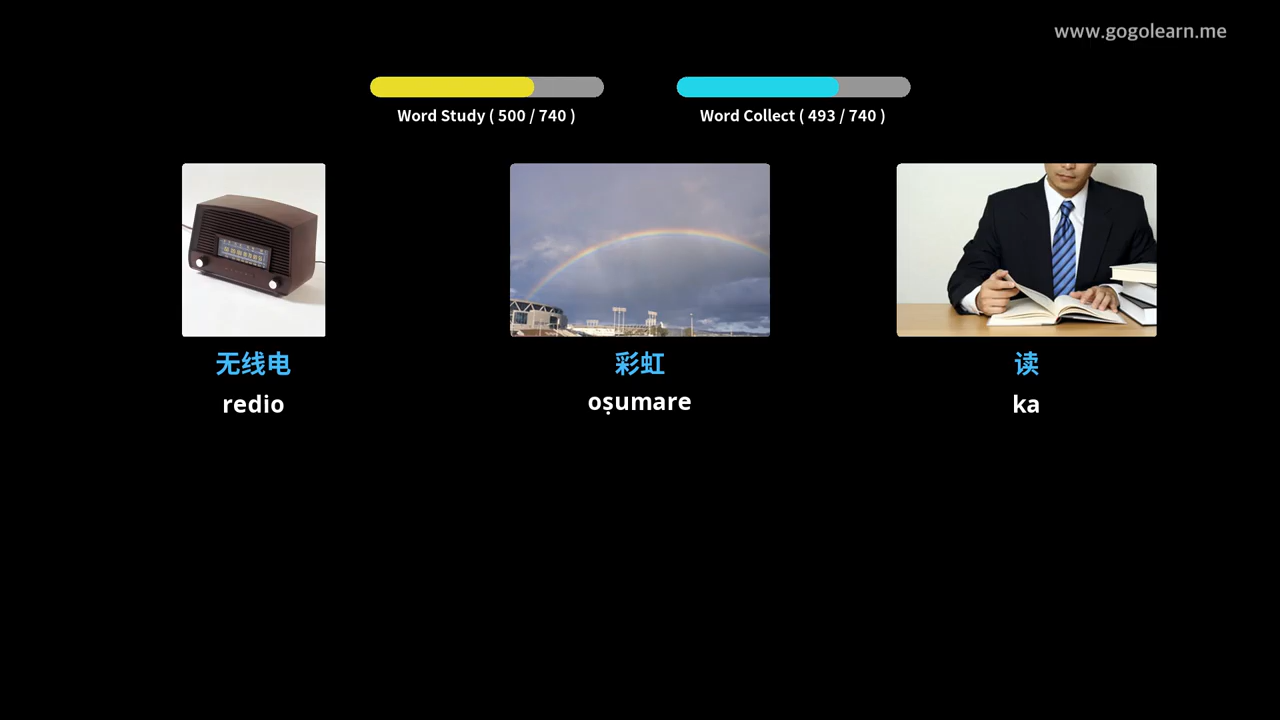 www.gogolearn.me
Word Study ( 500 / 740 )
Word Collect ( 493 / 740 )
无线电
redio
彩虹
oṣumare
读
ka